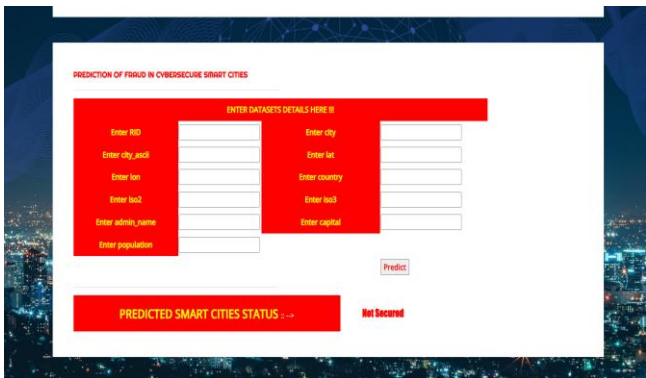 PREDICTION OF FRAUD IN CYBERSECURE SMART CITIES
ENTER DATASETS DETAILS HERE !!!
Enter RID Enter city
Enter city_ascii Enter lat
Enter lon Enter country
Enter iso2 Enter iso3
Enter admin_name Enter capital
Enter population
Predict
PREDICTED SMART CITIES STATUS :: --> Not Secured